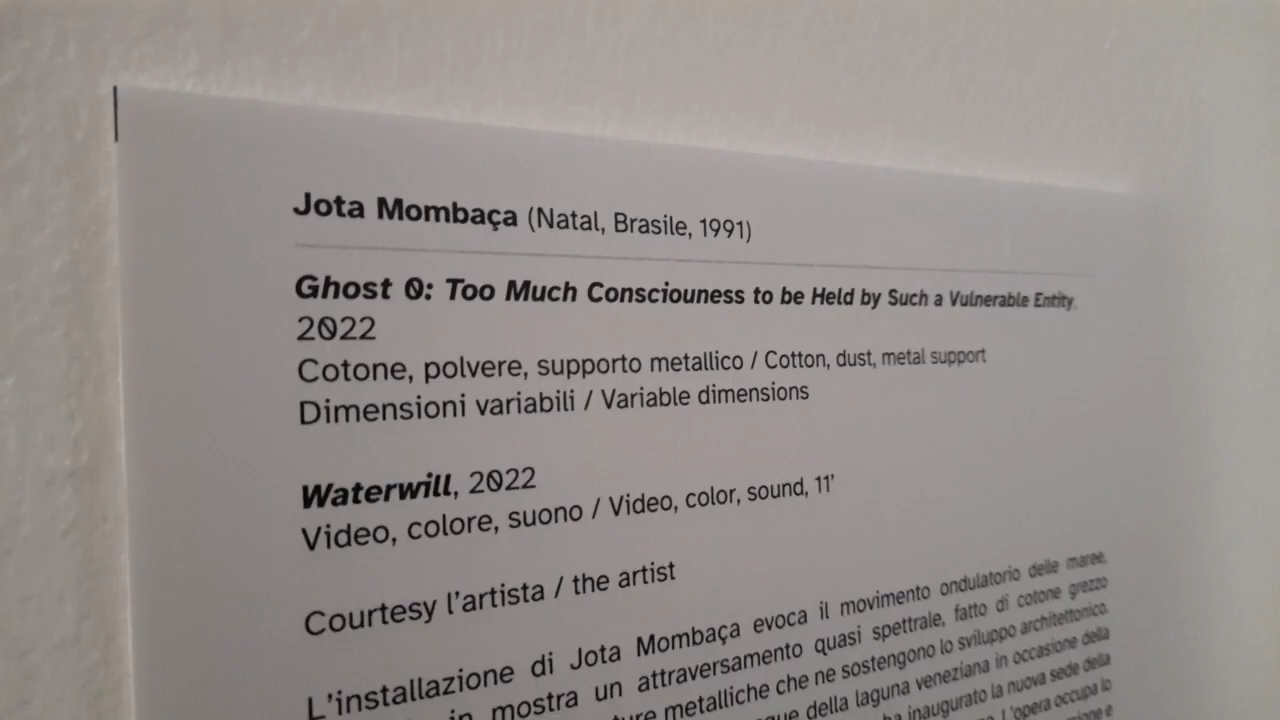 Jota Mombaça (Natal, Brasile, 1991)
Ghost 0: Too Much Consciouness to be Held by Such a Vulnerable Entity,
2022
Cotone, polvere, supporto metallico / Cotton, dust, metal support
Dimensioni variabili / Variable dimensions
Waterwill, 2022
Video, colore, suono / Video, color, sound, 11'
Courtesy l'artista / the artist
L'installazione di Jota Mombaça evoca il movimento ondulatorio delle maree,
in mostra un attraversamento quasi spettrale, fatto di cotone grezzo
metalliche che ne sostengono lo sviluppo architettonico.
della laguna veneziana in occasione della
ha inaugurato la nuova sede della
L'opera occupa lo